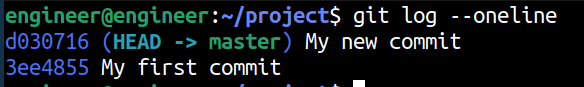 engineer@engineer:~/project$ git log --oneline
d030716 (HEAD -> master) My new commit
3ee4855 My first commit